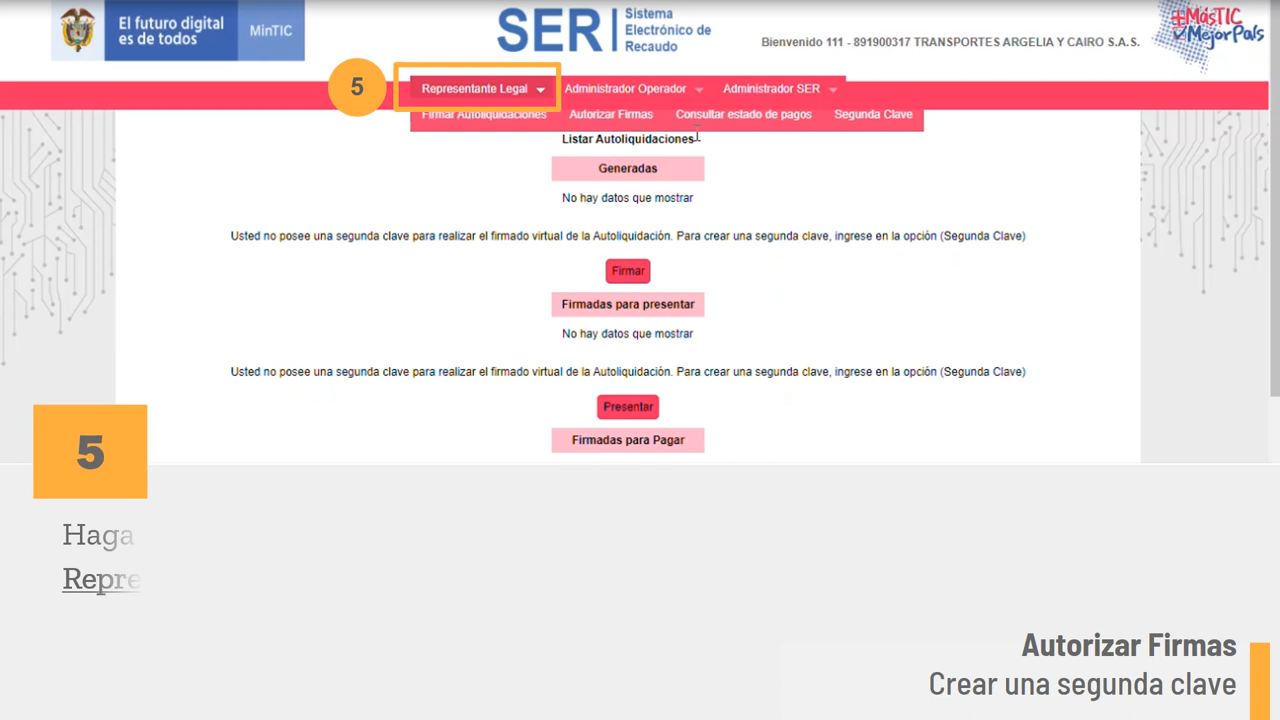 El futuro digital
es de todos
MinTIC
SER
Sistema
Electrónico de
Recaudo
Bienvenido 111 - 891900317 TRANSPORTES ARGELIA Y CAIRO S.A.S.
+MásTIC
MejorPaís
5
Representante Legal
Administrador Operador
Administrador SER
Firmar Autoliquidaciones
Autorizar Firmas
Consultar estado de pagos
Segunda Clave
Listar Autoliquidaciones
Generadas
No hay datos que mostrar
Usted no posee una segunda clave para realizar el firmado virtual de la Autoliquidación. Para crear una segunda clave, ingrese en la opción (Segunda Clave)
Firmar
Firmadas para presentar
No hay datos que mostrar
Usted no posee una segunda clave para realizar el firmado virtual de la Autoliquidación. Para crear una segunda clave, ingrese en la opción (Segunda Clave)
Presentar
Firmadas para Pagar
5
Haga
Repre
Autorizar Firmas
Crear una segunda clave